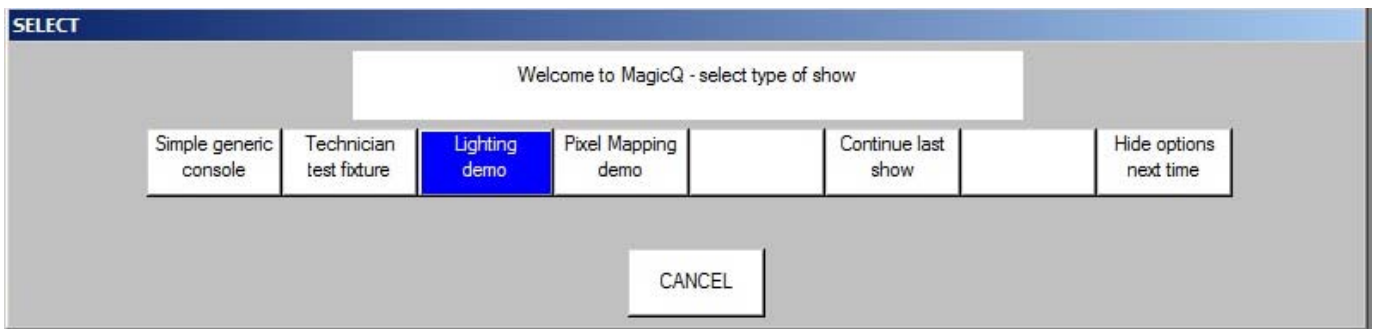 SELECT
Welcome to MagicQ - select type of show
Simple generic
console
Technician
test fixture
Lighting
demo
Pixel Mapping
demo
Continue last
show
Hide options
next time
CANCEL